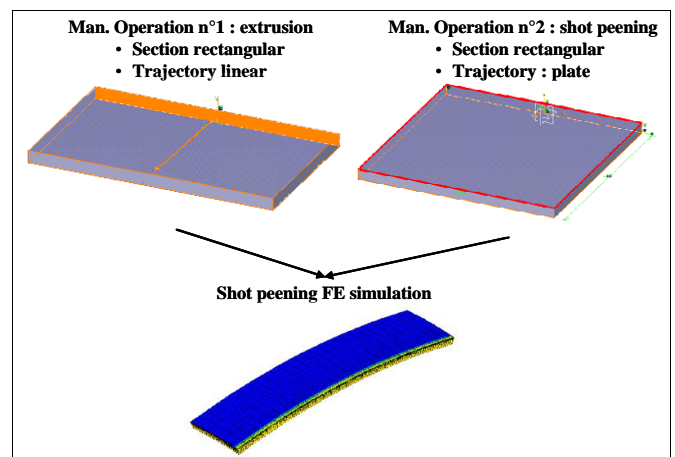 Man. Operation n°1 : extrusion
• Section rectangular
• Trajectory linear
Man. Operation n°2 : shot peening
• Section rectangular
• Trajectory : plate
Shot peening FE simulation